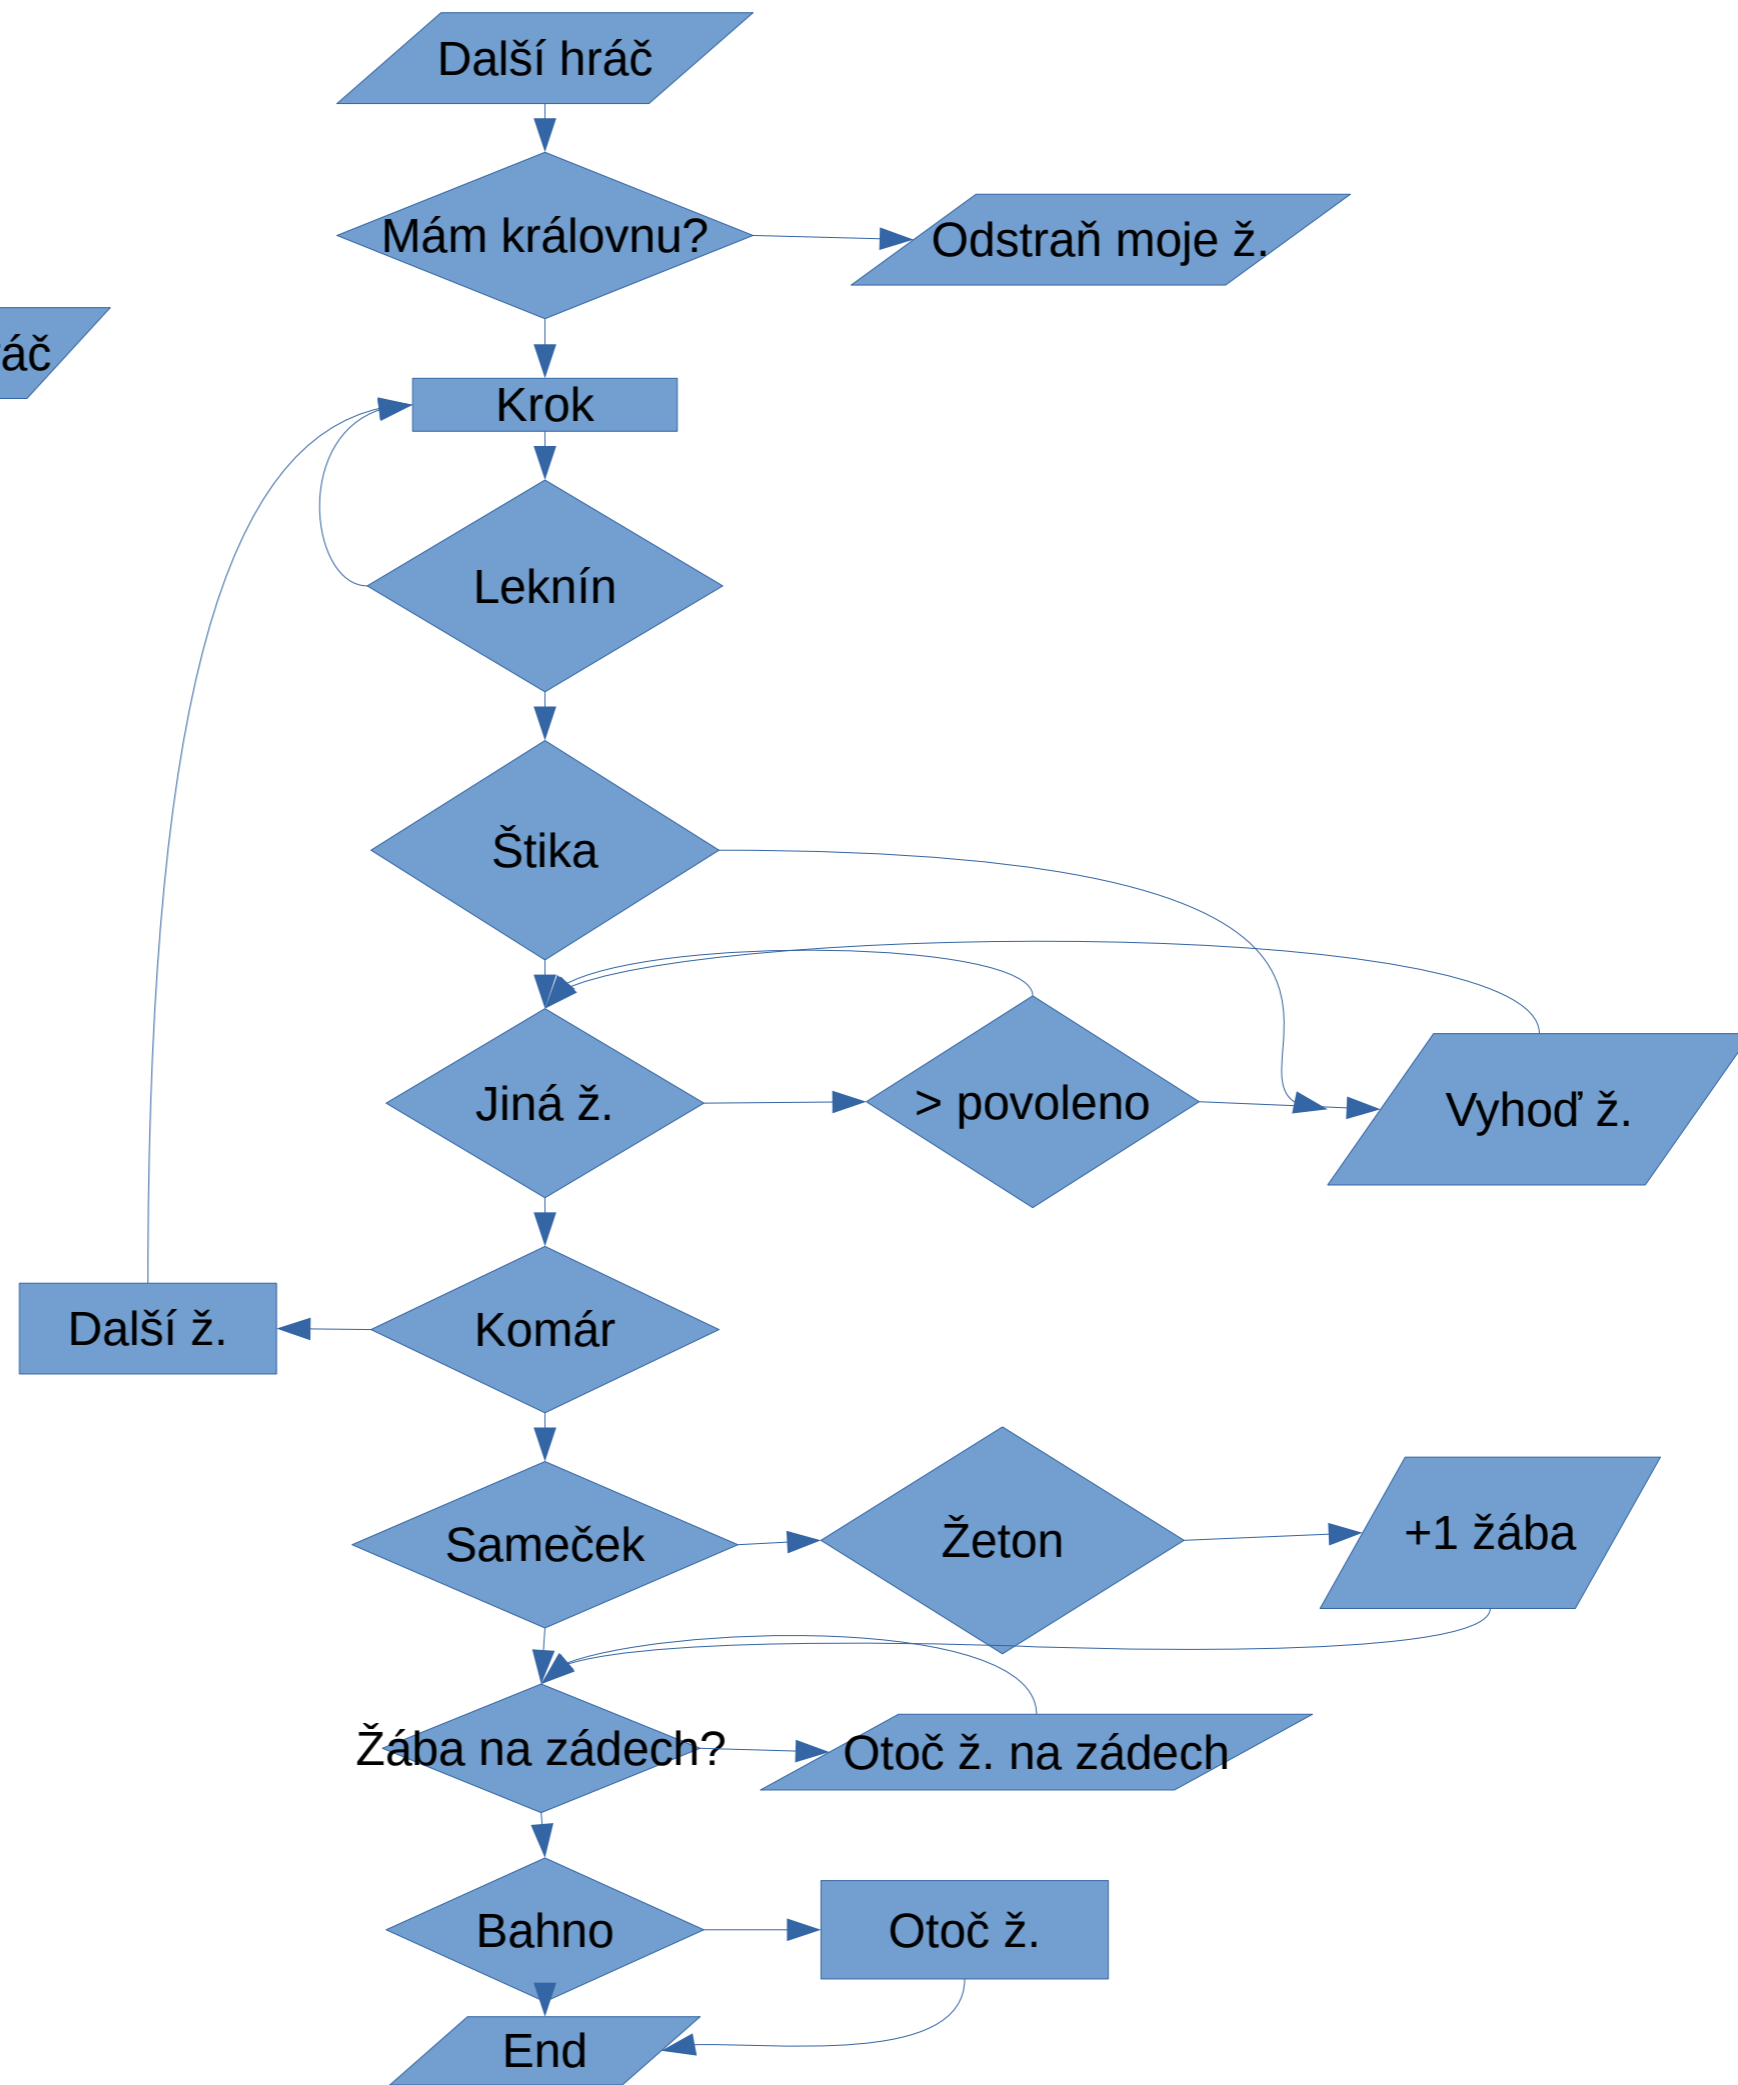 Další hráč
Mám královnu?
Odstraň moje ž.
áč
Krok
Leknín
Štika
Jiná ž.
> povoleno
Vyhoď ž.
Další ž.
Komár
Sameček
Žeton
+1 žába
Žába na zádech?
Otoč ž. na zádech
Bahno
Otoč ž.
End